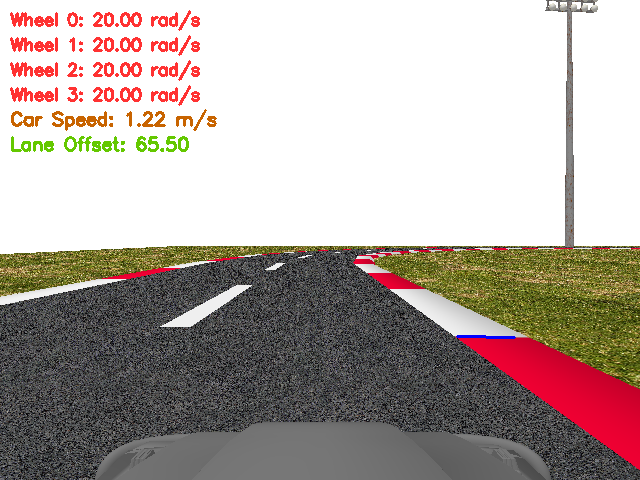 Wheel 0: 20.00 rad/s
Wheel 1: 20.00 rad/s
Wheel 2: 20.00 rad/s
Wheel 3: 20.00 rad/s
Car Speed: 1.22 m/s
Lane Offset: 65.50